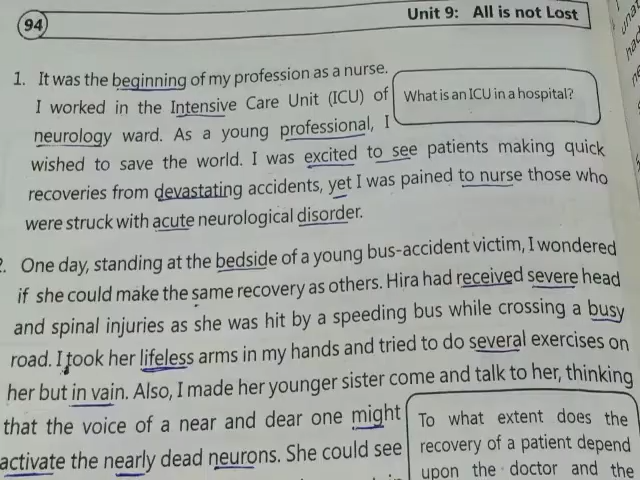 94
Unit 9: All is not Lost
1. It was the beginning of my profession as a nurse.
I worked in the Intensive Care Unit (ICU) of
neurology ward. As a young professional, I
What is an ICU in a hospital?
wished to save the world. I was excited to see patients making quick
recoveries from devastating accidents, yet I was pained to nurse those who
were struck with acute neurological disorder.
2. One day, standing at the bedside of a young bus-accident victim, I wondered
if she could make the same recovery as others. Hira had received severe head
and spinal injuries as she was hit by a speeding bus while crossing a busy
road. I took her lifeless arms in my hands and tried to do several exercises on
her but in vain. Also, I made her younger sister come and talk to her, thinking
that the voice of a near and dear one might
activate the nearly dead neurons. She could see
To what extent does the
recovery of a patient depend
upon the doctor and the